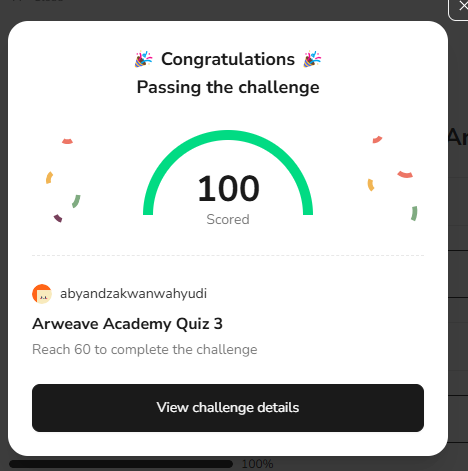 Congratulations
Passing the challenge
100
Scored
abyandzakwanwahyudi
Arweave Academy Quiz 3
Reach 60 to complete the challenge
View challenge details
Ar
100%